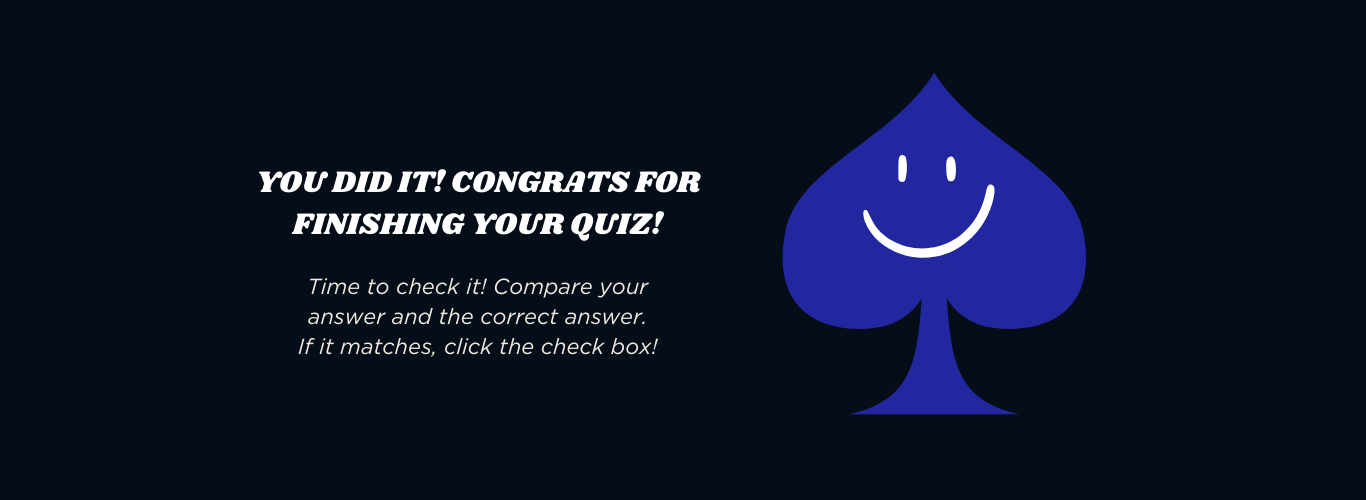 YOU DID IT! CONGRATS FOR
FINISHING YOUR QUIZ!
Time to check it! Compare your
answer and the correct answer.
If it matches, click the check box!